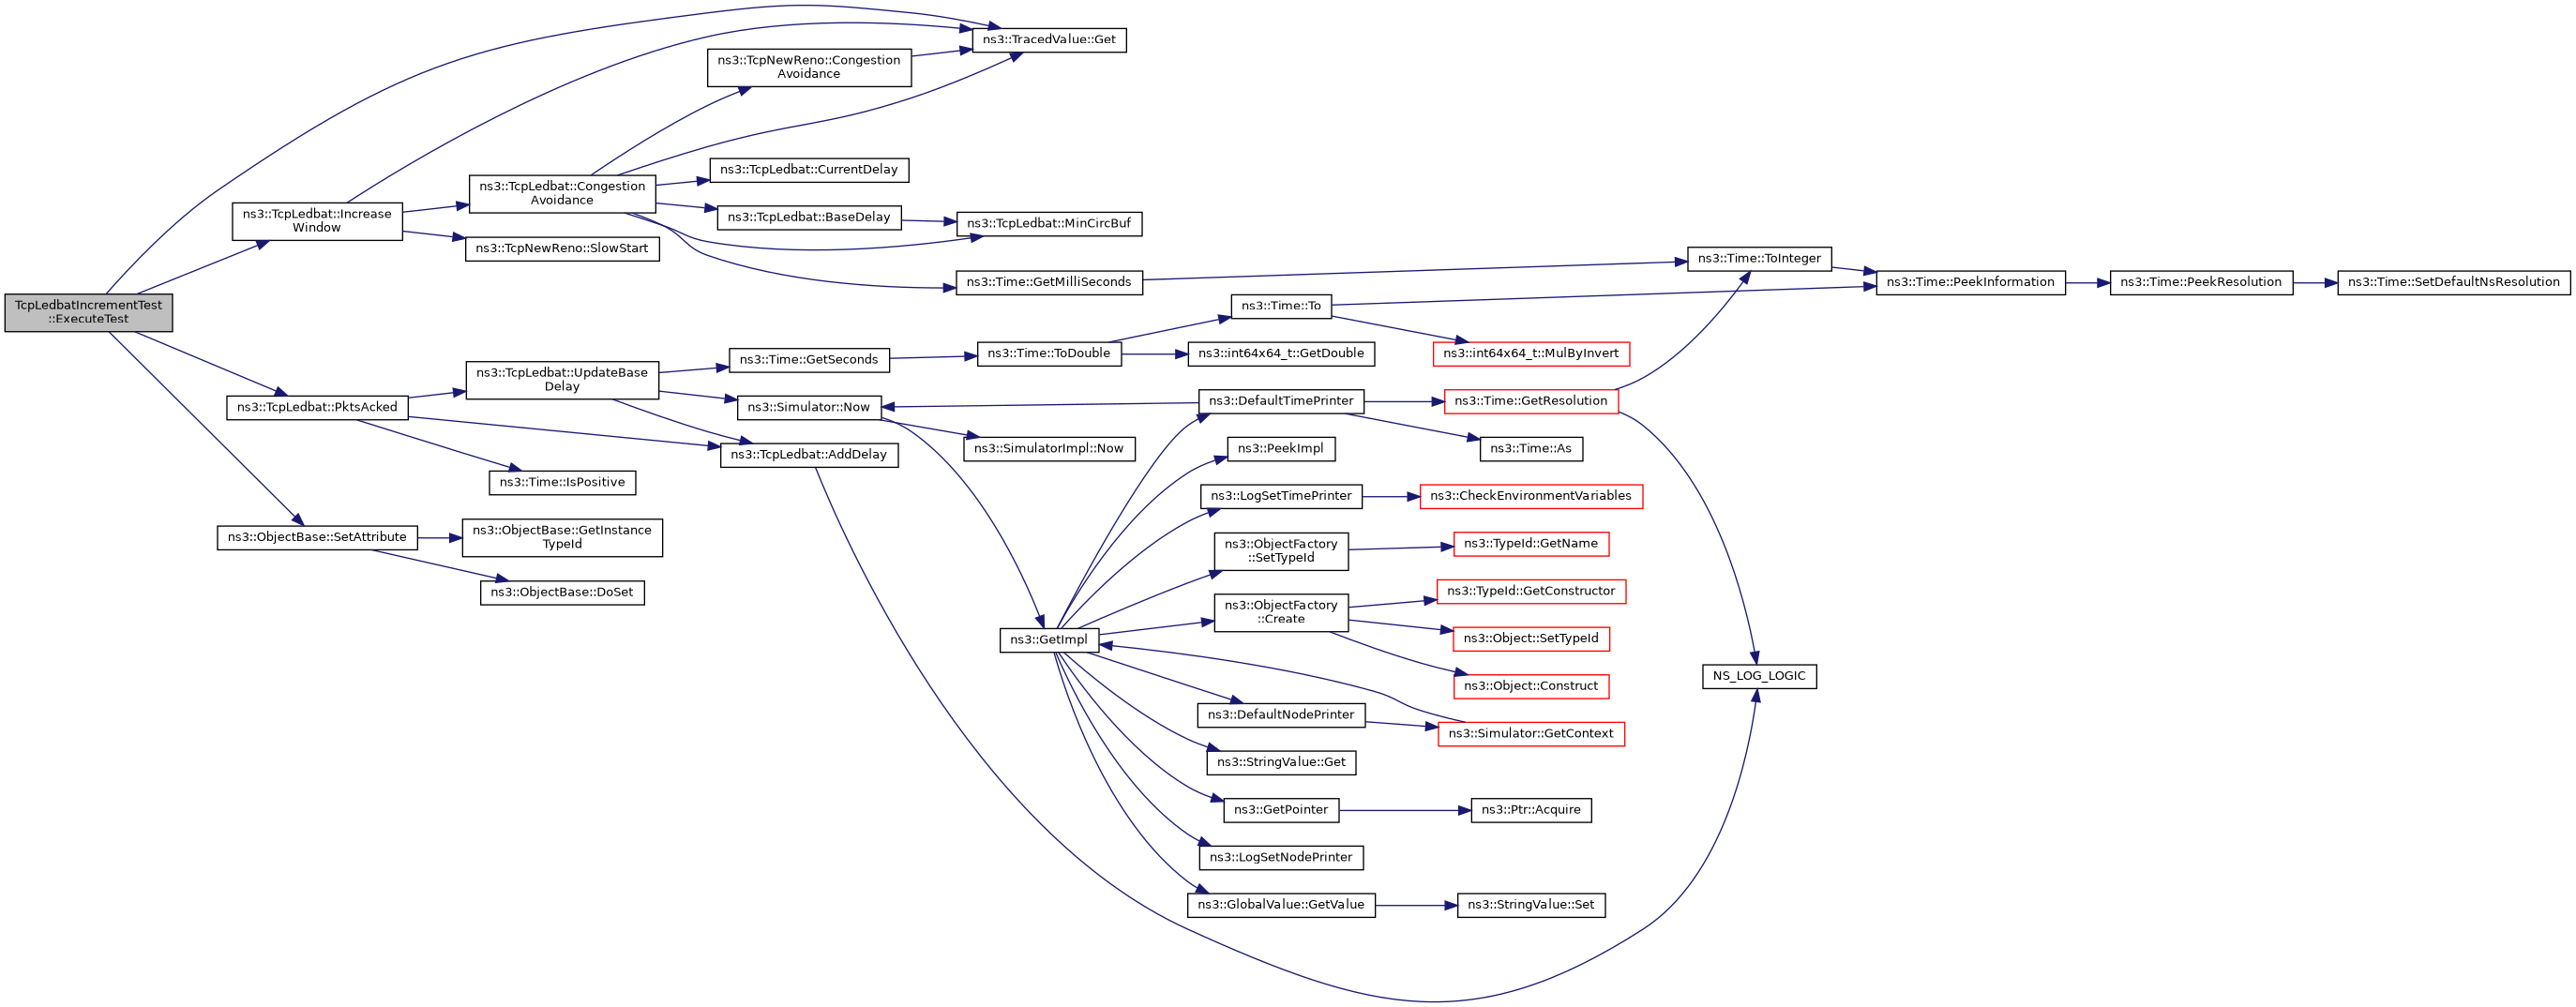 TcpLedbatIncrementTest
::ExecuteTest
ns3::TcpLedbat::Increase
Window
ns3::TcpLedbat::PktsAcked
ns3::ObjectBase::SetAttribute
ns3::TcpLedbat::Congestion
Avoidance
ns3::TcpNewReno::SlowStart
ns3::TcpLedbat::UpdateBase
Delay
ns3::Time::IsPositive
ns3::ObjectBase::GetInstance
TypeId
ns3::ObjectBase::DoSet
ns3::TcpNewReno::Congestion
Avoidance
ns3::TcpLedbat::CurrentDelay
ns3::TcpLedbat::BaseDelay
ns3::Time::GetSeconds
ns3::Simulator::Now
ns3::TcpLedbat::AddDelay
ns3::TracedValue::Get
ns3::TcpLedbat::MinCircBuf
ns3::Time::GetMilliSeconds
ns3::Time::ToDouble
ns3::SimulatorImpl::Now
ns3::GetImpl
ns3::Time::To
ns3::int64x64_t::GetDouble
ns3::DefaultTimePrinter
ns3::PeekImpl
ns3::LogSetTimePrinter
ns3::ObjectFactory
::SetTypeId
ns3::ObjectFactory
::Create
ns3::DefaultNodePrinter
ns3::StringValue::Get
ns3::GetPointer
ns3::LogSetNodePrinter
ns3::GlobalValue::GetValue
ns3::int64x64_t::MulByInvert
ns3::Time::GetResolution
ns3::Time::As
ns3::CheckEnvironmentVariables
ns3::TypeId::GetName
ns3::TypeId::GetConstructor
ns3::Object::SetTypeId
ns3::Object::Construct
ns3::Simulator::GetContext
ns3::Ptr::Acquire
ns3::StringValue::Set
ns3::Time::ToInteger
NS_LOG_LOGIC
ns3::Time::PeekInformation
ns3::Time::PeekResolution
ns3::Time::SetDefaultNsResolution